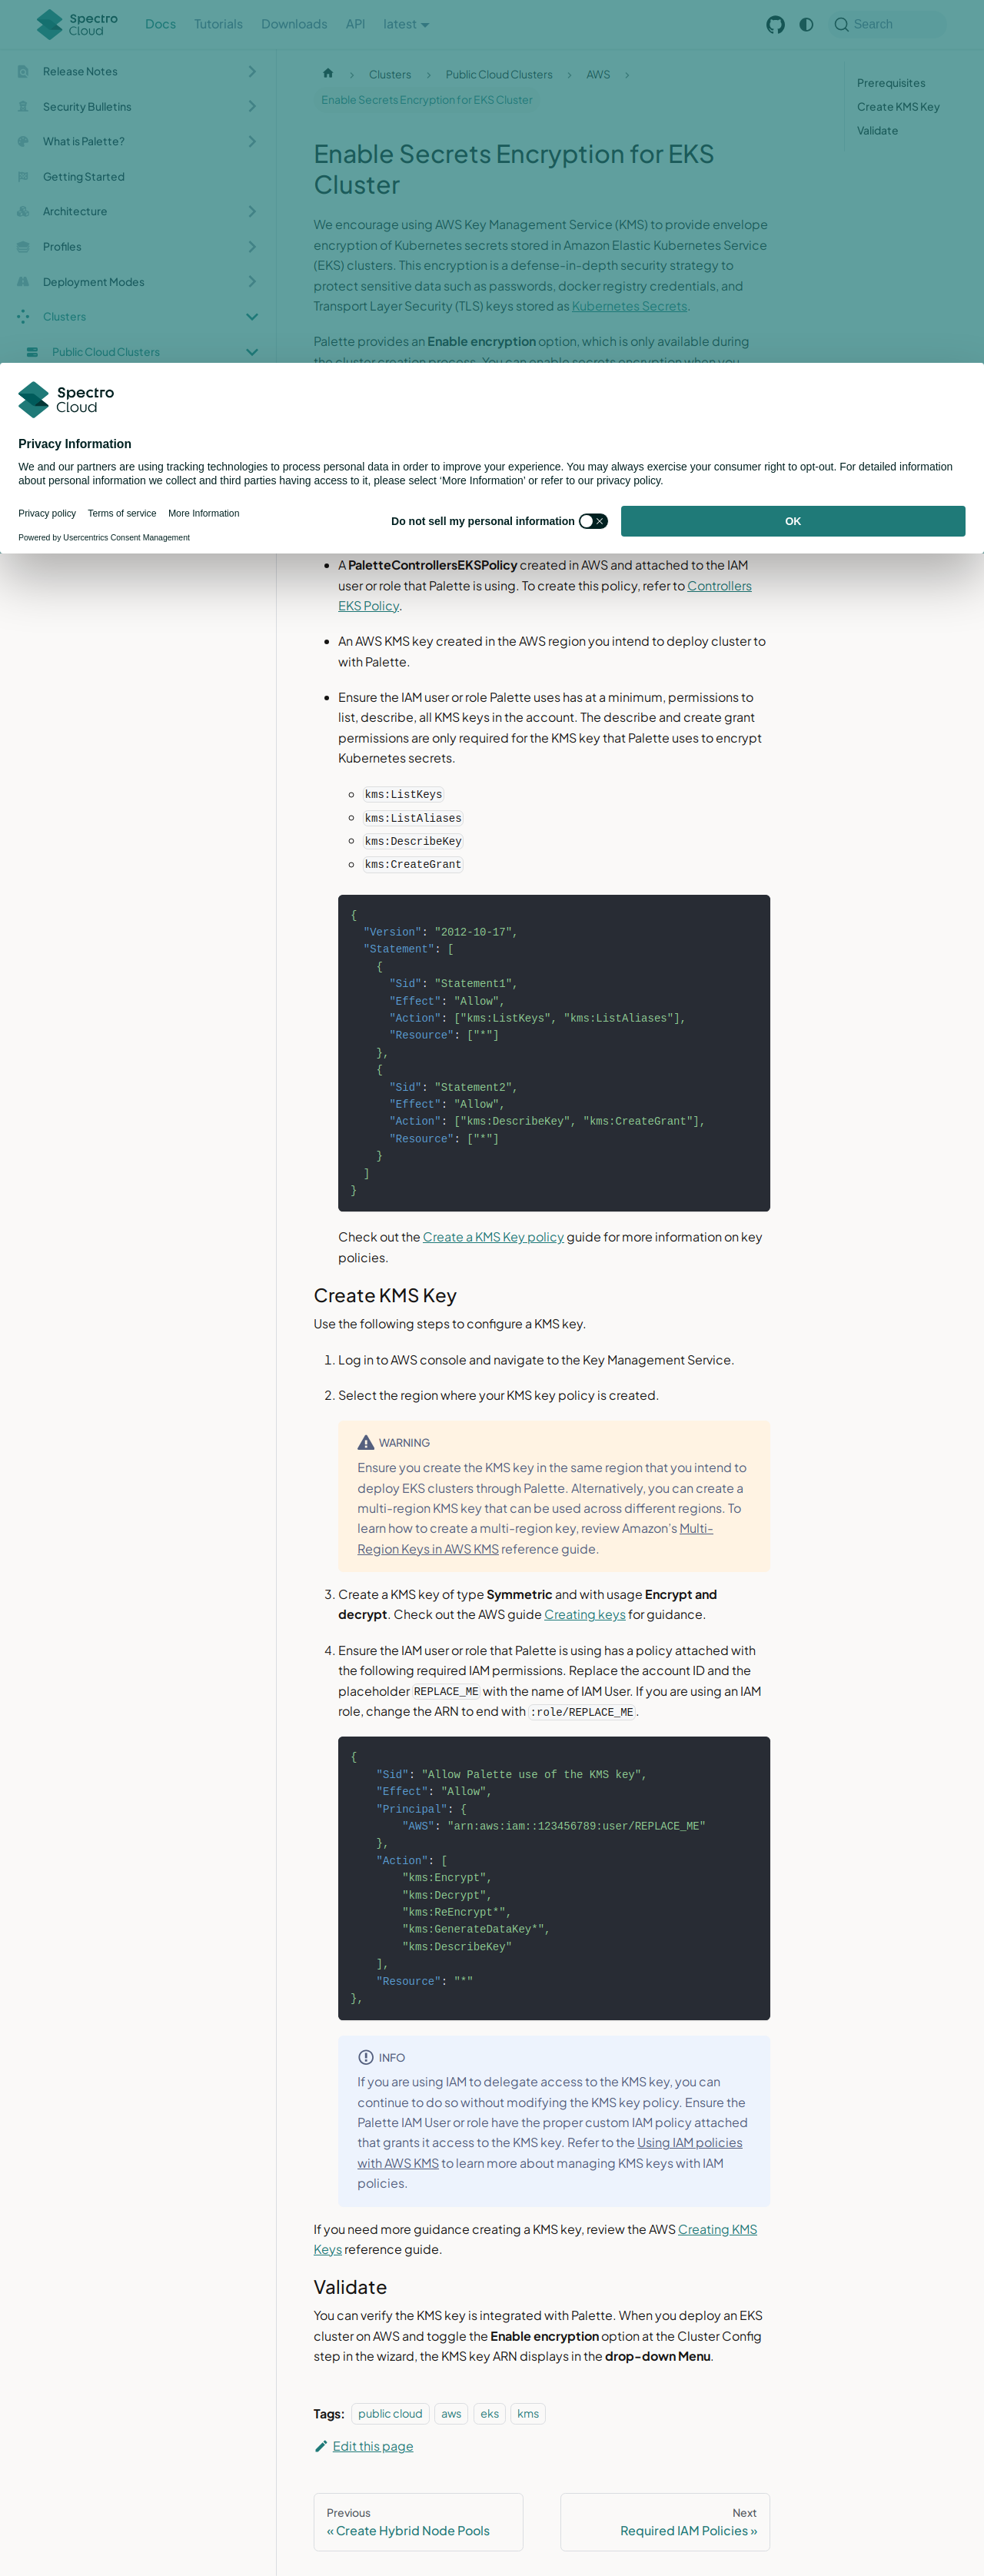 Spectro Cloud
Docs
Tutorials
Downloads
API
latest
Search
Release Notes
Security Bulletins
What is Palette?
Getting Started
Architecture
Profiles
Deployment Modes
Clusters
Public Cloud Clusters
Clusters
Public Cloud Clusters
AWS
Enable Secrets Encryption for EKS Cluster
Prerequisites
Create KMS Key
Validate
Enable Secrets Encryption for EKS
Cluster
We encourage using AWS Key Management Service (KMS) to provide envelope
encryption of Kubernetes secrets stored in Amazon Elastic Kubernetes Service
(EKS) clusters. This encryption is a defense-in-depth security strategy to
protect sensitive data such as passwords, docker registry credentials, and
Transport Layer Security (TLS) keys stored as Kubernetes Secrets.
Palette provides an Enable encryption option, which is only available during
the cluster creation process. You can enable secrets encryption when you
Spectro
Cloud
Privacy Information
We and our partners are using tracking technologies to process personal data in order to improve your experience. You may always exercise your consumer right to opt-out. For detailed information
about personal information we collect and third parties having access to it, please select ‘More Information’ or refer to our privacy policy.
Privacy policy
Terms of service
More Information
Powered by Usercentrics Consent Management
Do not sell my personal information
OK
A PaletteControllersEKSPolicy created in AWS and attached to the IAM
user or role that Palette is using. To create this policy, refer to Controllers
EKS Policy.
An AWS KMS key created in the AWS region you intend to deploy cluster to
with Palette.
Ensure the IAM user or role Palette uses has at a minimum, permissions to
list, describe, all KMS keys in the account. The describe and create grant
permissions are only required for the KMS key that Palette uses to encrypt
Kubernetes secrets.
kms:ListKeys
kms:ListAliases
kms:DescribeKey
kms:CreateGrant
{
"Version": "2012-10-17",
"Statement": [
{
"Sid": "Statement1",
"Effect": "Allow",
"Action": ["kms:ListKeys", "kms:ListAliases"],
"Resource": ["*"]
},
{
"Sid": "Statement2",
"Effect": "Allow",
"Action": ["kms:DescribeKey", "kms:CreateGrant"],
"Resource": ["*"]
}
]
}
Check out the Create a KMS Key policy guide for more information on key
policies.
Create KMS Key
Use the following steps to configure a KMS key.
1. Log in to AWS console and navigate to the Key Management Service.
2. Select the region where your KMS key policy is created.
WARNING
Ensure you create the KMS key in the same region that you intend to
deploy EKS clusters through Palette. Alternatively, you can create a
multi-region KMS key that can be used across different regions. To
learn how to create a multi-region key, review Amazon's Multi-
Region Keys in AWS KMS reference guide.
3. Create a KMS key of type Symmetric and with usage Encrypt and
decrypt. Check out the AWS guide Creating keys for guidance.
4. Ensure the IAM user or role that Palette is using has a policy attached with
the following required IAM permissions. Replace the account ID and the
placeholder REPLACE_ME with the name of IAM User. If you are using an IAM
role, change the ARN to end with :role/REPLACE_ME.
{
"Sid": "Allow Palette use of the KMS key",
"Effect": "Allow",
"Principal": {
"AWS": "arn:aws:iam::123456789:user/REPLACE_ME"
},
"Action": [
"kms:Encrypt",
"kms:Decrypt",
"kms:ReEncrypt*",
"kms:GenerateDataKey*",
"kms:DescribeKey"
],
"Resource": "*"
},
INFO
If you are using IAM to delegate access to the KMS key, you can
continue to do so without modifying the KMS key policy. Ensure the
Palette IAM User or role have the proper custom IAM policy attached
that grants it access to the KMS key. Refer to the Using IAM policies
with AWS KMS to learn more about managing KMS keys with IAM
policies.
If you need more guidance creating a KMS key, review the AWS Creating KMS
Keys reference guide.
Validate
You can verify the KMS key is integrated with Palette. When you deploy an EKS
cluster on AWS and toggle the Enable encryption option at the Cluster Config
step in the wizard, the KMS key ARN displays in the drop-down Menu.
Tags: public cloud aws eks kms
Edit this page
Previous
« Create Hybrid Node Pools
Next
Required IAM Policies »